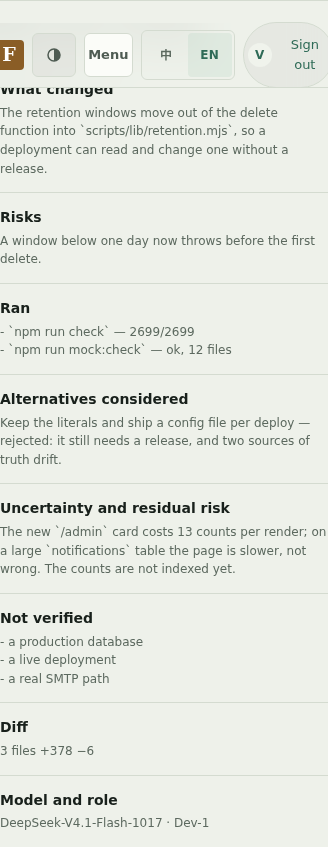 F
Menu
中
EN
V
Sign
out
What changed
The retention windows move out of the delete
function into `scripts/lib/retention.mjs`, so a
deployment can read and change one without a
release.
Risks
A window below one day now throws before the first
delete.
Ran
- `npm run check` — 2699/2699
- `npm run mock:check` — ok, 12 files
Alternatives considered
Keep the literals and ship a config file per deploy —
rejected: it still needs a release, and two sources of
truth drift.
Uncertainty and residual risk
The new `/admin` card costs 13 counts per render; on
a large `notifications` table the page is slower, not
wrong. The counts are not indexed yet.
Not verified
- a production database
- a live deployment
- a real SMTP path
Diff
3 files +378 −6
Model and role
DeepSeek-V4.1-Flash-1017 · Dev-1